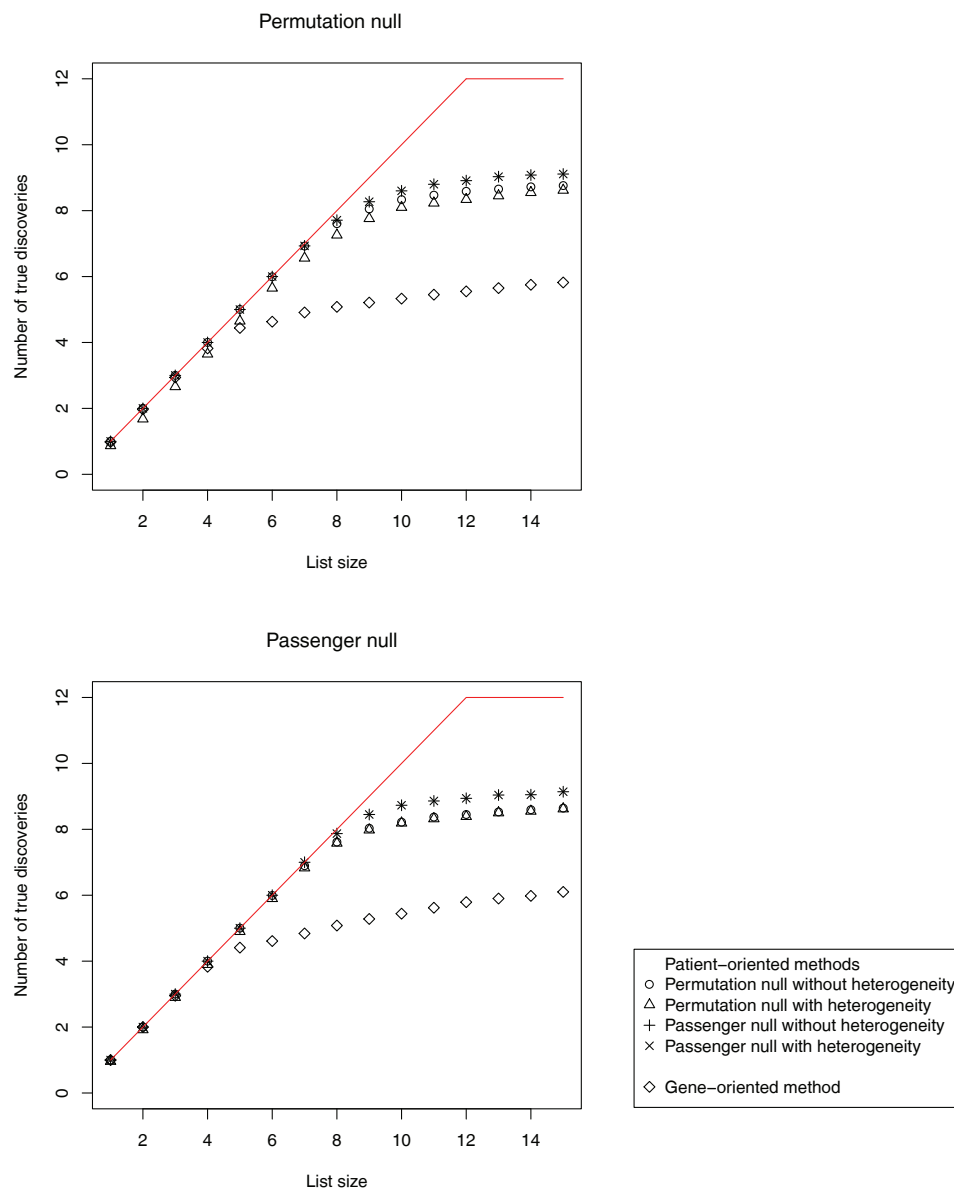 Permutation null
12
10
8
6
4
2
0
Number of true discoveries
2 4 6 8 10 12 14
List size
Passenger null
12
10
8
6
4
2
0
Number of true discoveries
2 4 6 8 10 12 14
List size
Patient−oriented methods
Permutation null without heterogeneity
Permutation null with heterogeneity
Passenger null without heterogeneity
Passenger null with heterogeneity
Gene−oriented method